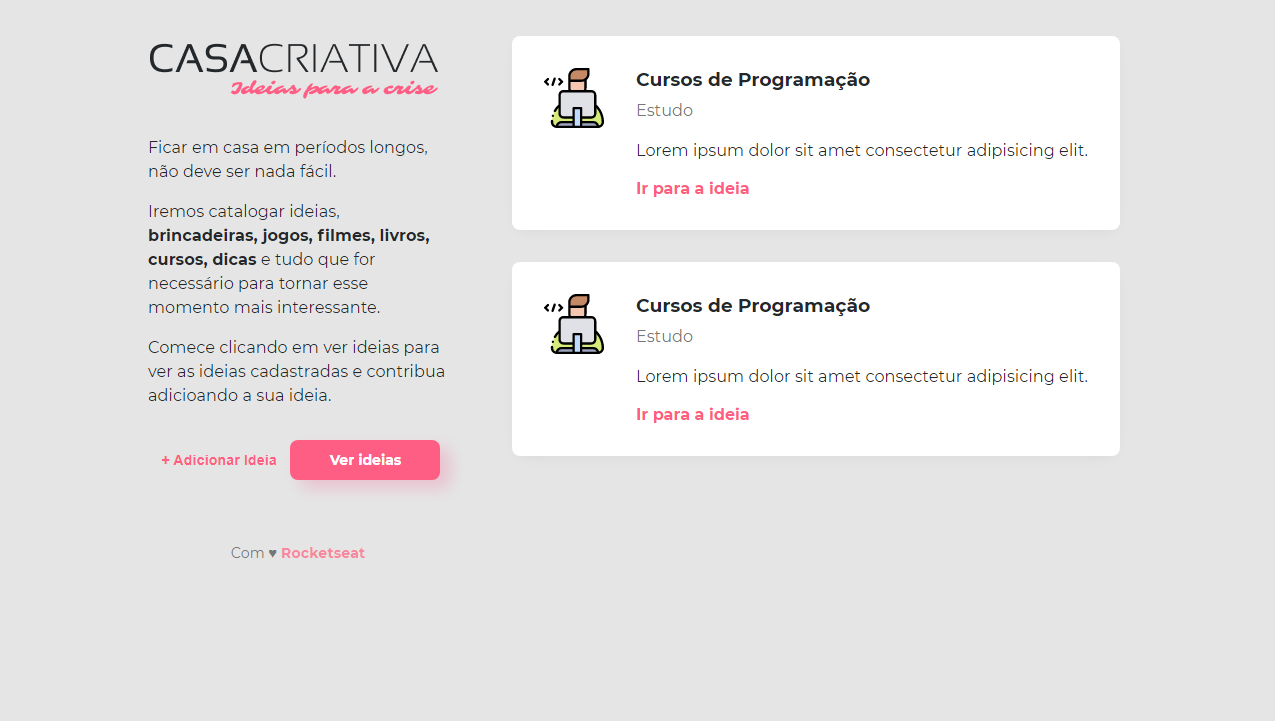 CASACRIATIVA
Ideias para a crise
Ficar em casa em períodos longos,
não deve ser nada fácil.
Iremos catalogar ideias,
brincadeiras, jogos, filmes, livros,
cursos, dicas e tudo que for
necessário para tornar esse
momento mais interessante.
Comece clicando em ver ideias para
ver as ideias cadastradas e contribua
adicioando a sua ideia.
+ Adicionar Ideia
Ver ideias
Com ♥ Rocketseat
Cursos de Programação
Estudo
Lorem ipsum dolor sit amet consectetur adipisicing elit.
Ir para a ideia
Cursos de Programação
Estudo
Lorem ipsum dolor sit amet consectetur adipisicing elit.
Ir para a ideia